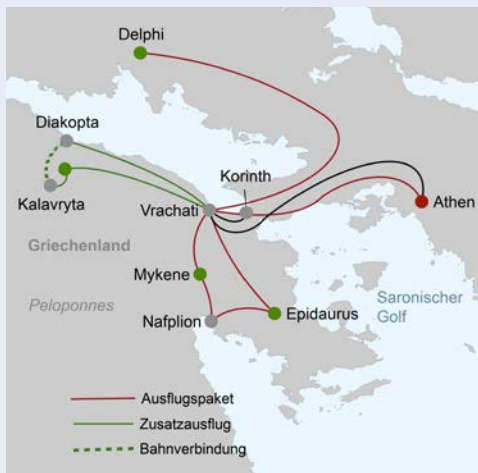 Delphi
Diakopta
Korinth
Kalavryta
Vrachati
Athen
Griechenland
Mykene
Peloponnes
Saronischer
Golf
Nafplion
Epidaurus
Ausflugspaket
Zusatzausflug
Bahnverbindung